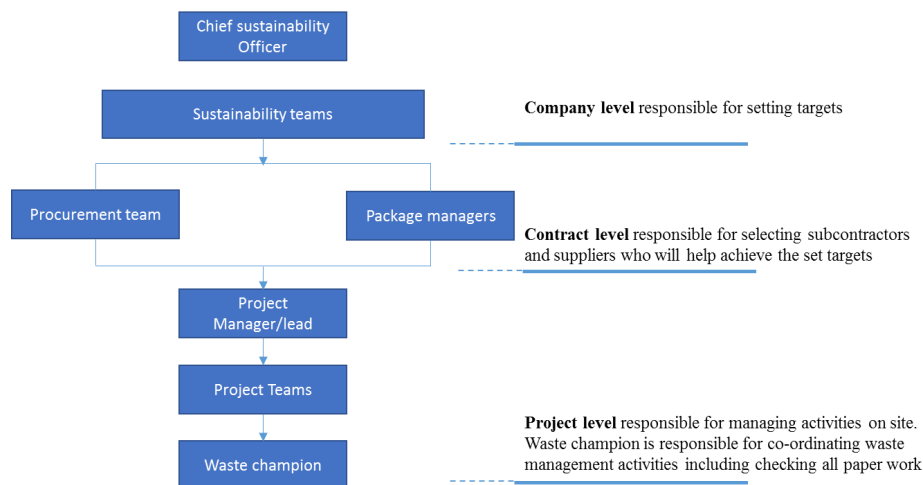 Chief sustainability
Officer
Sustainability teams
Company level responsible for setting targets
Procurement team
Package managers
Contract level responsible for selecting subcontractors
and suppliers who will help achieve the set targets
Project
Manager/lead
Project Teams
Project level responsible for managing activities on site.
Waste champion is responsible for co-ordinating waste
management activities including checking all paper work
Waste champion